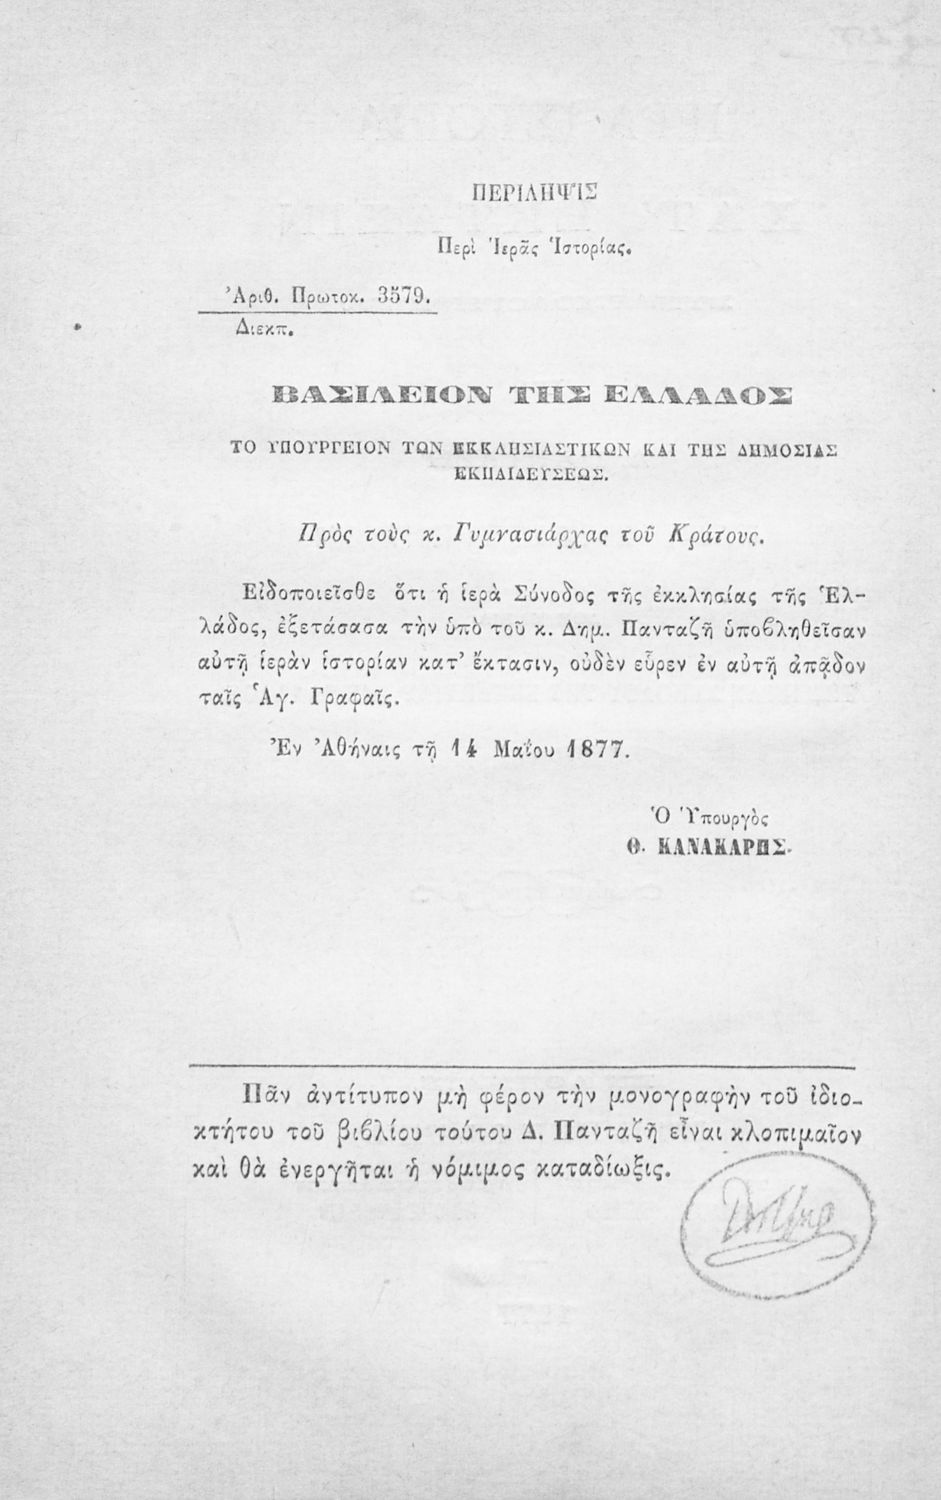 ΠΕΡΙΛΗΨΙΣ
Περὶ Ἱερᾶς Ἱστορίας.
Ἀριθ. Πρωτοκ. 3579.
Διεκπ.
ΒΑΣΙΛΕΙΟΝ ΤΗΣ ΕΛΛΑΔΟΣ
ΤΟ ΥΠΟΥΡΓΕΙΟΝ ΤΩΝ ΕΚΚΛΗΣΙΑΣΤΙΚΩΝ ΚΑΙ ΤΗΣ ΔΗΜΟΣΙΑΣ
ΕΚΠΑΙΔΕΥΣΕΩΣ.
Πρὸς τοὺς κ. Γυμνασιάρχας τοῦ Κράτους.
Εἰδοποιεῖσθε ὅτι ἡ ἱερὰ Σύνοδος τῆς ἐκκλησίας τῆς Ἑλ-
λάδος, ἐξετάσασα τὴν ὑπὸ τοῦ κ. Δημ. Πανταζῆ ὑποβληθεῖσαν
αὐτῇ ἱερὰν ἱστορίαν κατ’ ἔκτασιν, οὐδὲν εὗρεν ἐν αὐτῇ ἀπᾷδον
ταῖς Ἁγ. Γραφαῖς.
Ἐν Ἀθήναις τῇ 14 Μαΐου 1877.
Ὁ Ὑπουργὸς
Θ. ΚΑΝΑΚΑΡΗΣ.
Πᾶν ἀντίτυπον μὴ φέρον τὴν μονογραφὴν τοῦ ἰδιο-
κτήτου τοῦ βιβλίου τούτου Δ. Πανταζῆ εἶναι κλοπιμαῖον
καὶ θὰ ἐνεργῆται ἡ νόμιμος καταδίωξις.